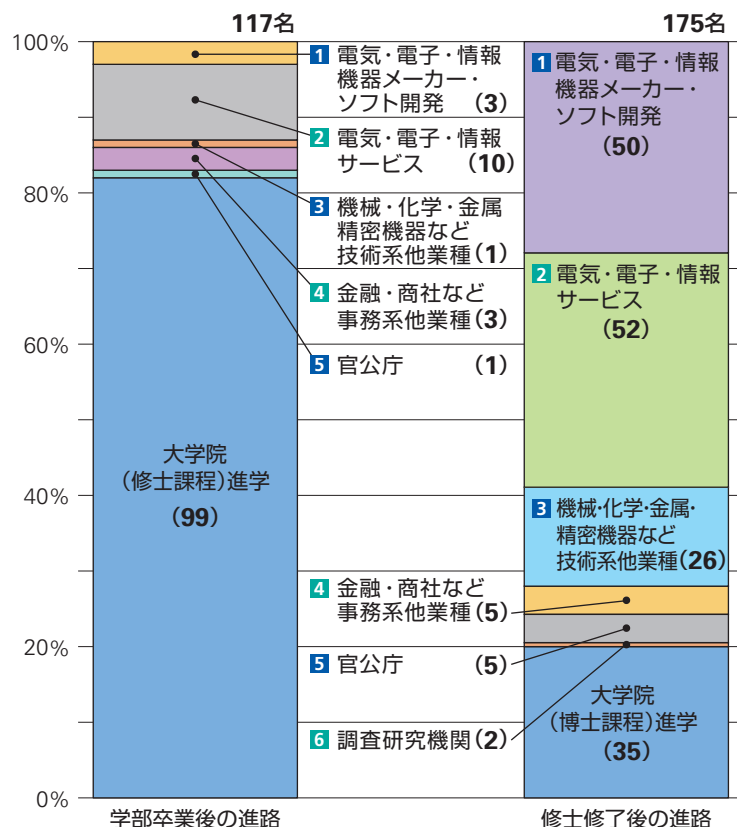 117名
175名
100%
80%
60%
40%
20%
0%
1 電気・電子・情報
機器メーカー・
ソフト開発 (3)
2 電気・電子・情報
サービス (10)
3 機械・化学・金属
精密機器など
技術系他業種(1)
4 金融・商社など
事務系他業種(3)
5 官公庁 (1)
大学院
(修士課程)進学
(99)
1 電気・電子・情報
機器メーカー・
ソフト開発
(50)
2 電気・電子・情報
サービス
(52)
3 機械・化学・金属・
精密機器など
技術系他業種(26)
4 金融・商社など
事務系他業種(5)
5 官公庁 (5)
6 調査研究機関(2)
大学院
(博士課程)進学
(35)
学部卒業後の進路
修士修了後の進路